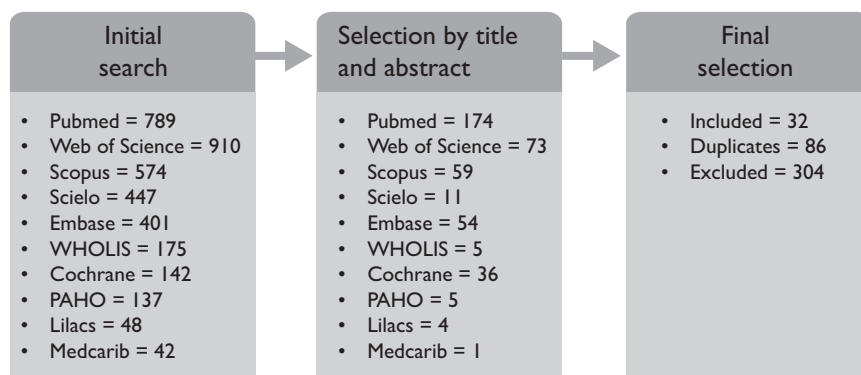 Initial
search
• Pubmed = 789
• Web of Science = 910
• Scopus = 574
• Scielo = 447
• Embase = 401
• WHOLIS = 175
• Cochrane = 142
• PAHO = 137
• Lilacs = 48
• Medcarib = 42
Selection by title
and abstract
• Pubmed = 174
• Web of Science = 73
• Scopus = 59
• Scielo = 11
• Embase = 54
• WHOLIS = 5
• Cochrane = 36
• PAHO = 5
• Lilacs = 4
• Medcarib = 1
Final
selection
• Included = 32
• Duplicates = 86
• Excluded = 304